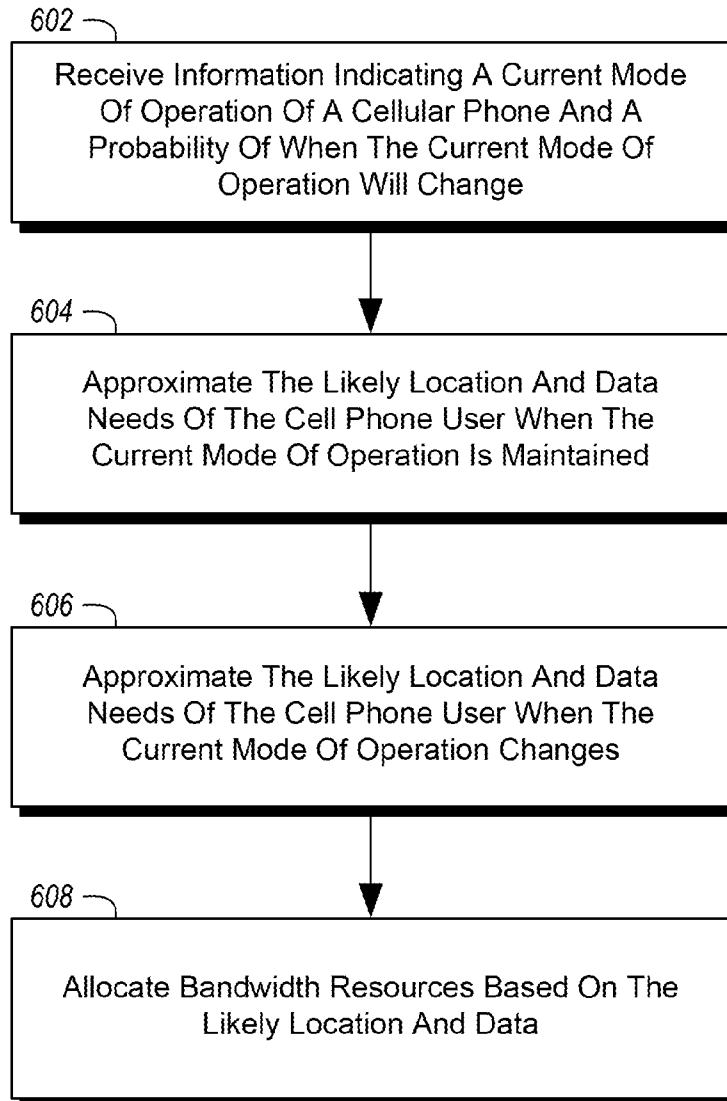 602
Receive Information Indicating A Current Mode
Of Operation Of A Cellular Phone And A
Probability Of When The Current Mode Of
Operation Will Change
604
Approximate The Likely Location And Data
Needs Of The Cell Phone User When The
Current Mode Of Operation Is Maintained
606
Approximate The Likely Location And Data
Needs Of The Cell Phone User When The
Current Mode Of Operation Changes
608
Allocate Bandwidth Resources Based On The
Likely Location And Data